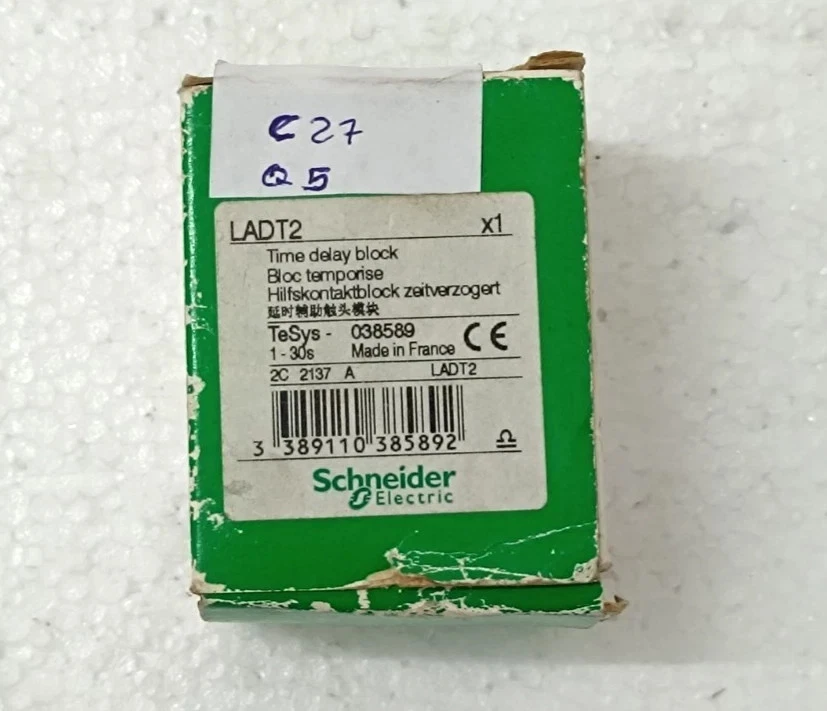 C27
Q5
LADT2 x1
Time delay block
Bloc temporise
Hilfskontaktblock zeitverzogert
延时辅助触头模块
TeSys - 038589
1 - 30s Made in France CE
2C 2137 A LADT2
3 389110 385892
Schneider
Electric